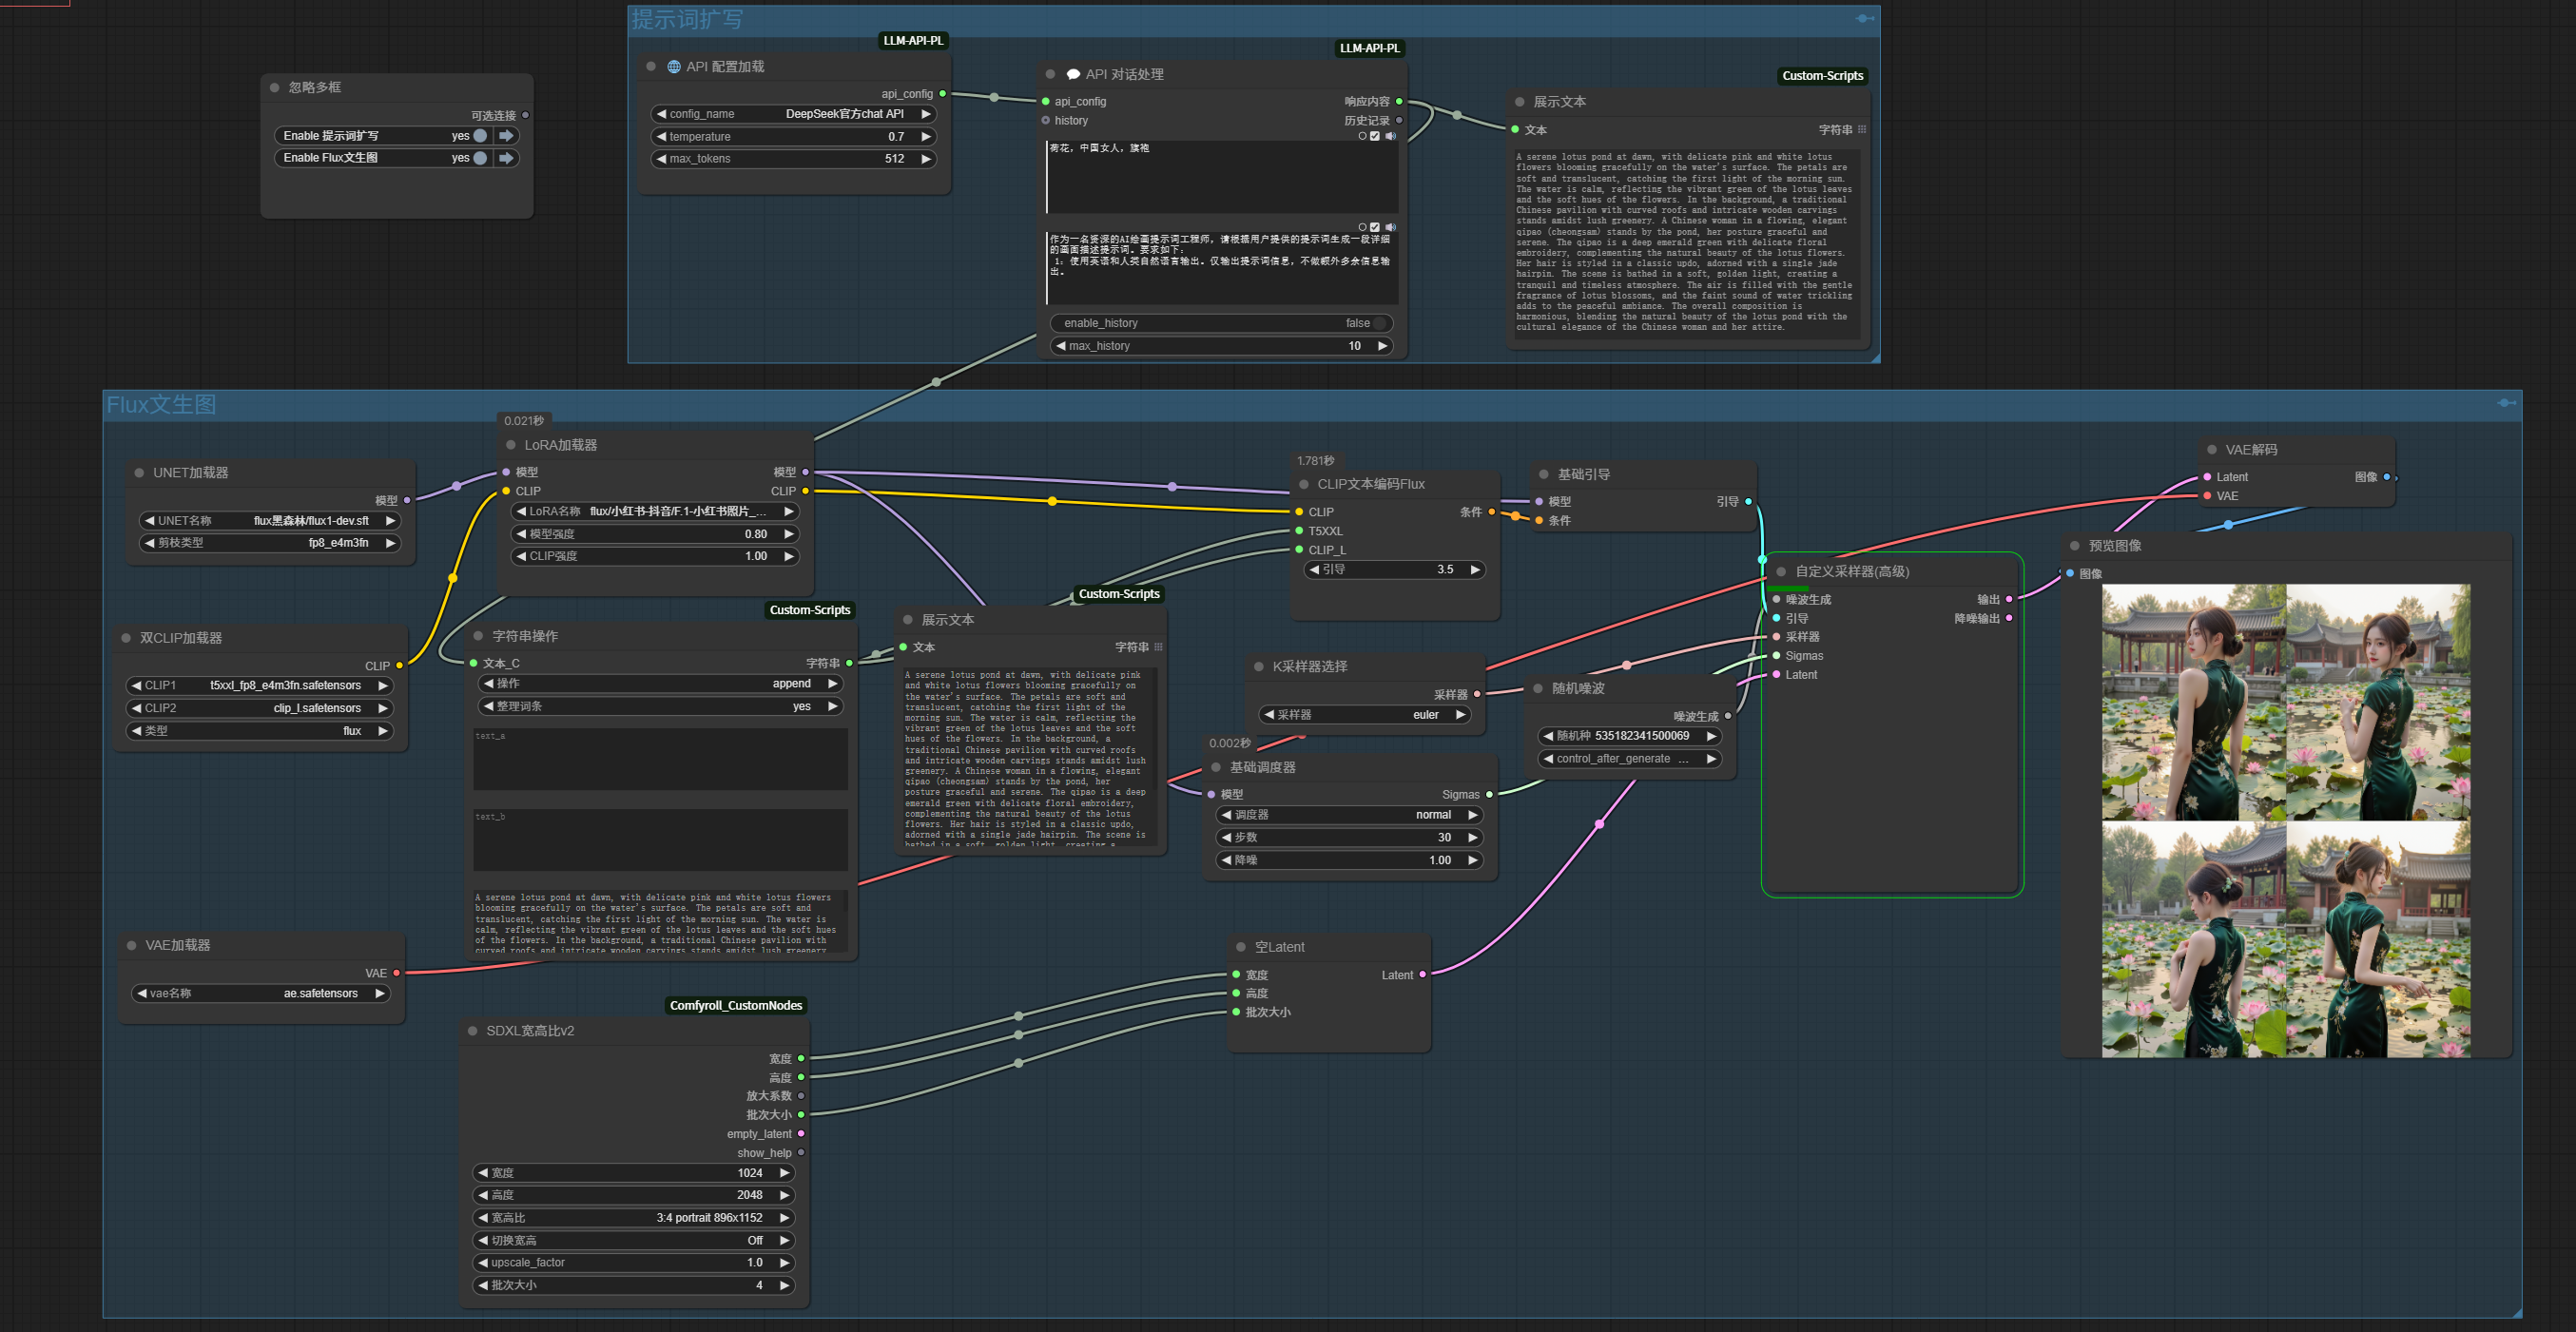 提示词扩写
LLM-API-PL
API 配置加载
api_config
config_name DeepSeek官方chat API
temperature 0.7
max_tokens 512
LLM-API-PL
API 对话处理
api_config 响应内容
history 历史记录
荷花，中国女人，旗袍
作为一名资深的AI绘画提示词工程师，请根据用户提供的提示词生成一段详细
的画面描述提示词。要求如下：
1：使用英语和人类自然语言输出。仅输出提示词信息，不做额外多余信息输
出。
enable_history false
max_history 10
Custom-Scripts
展示文本
文本 字符串
A serene lotus pond at dawn, with delicate pink and white lotus
flowers blooming gracefully on the water's surface. The petals are
soft and translucent, catching the first light of the morning sun.
The water is calm, reflecting the vibrant green of the lotus leaves
and the soft hues of the flowers. In the background, a traditional
Chinese pavilion with curved roofs and intricate wooden carvings
stands amidst lush greenery. A Chinese woman in a flowing, elegant
qipao (cheongsam) stands by the pond, her posture graceful and
serene. The qipao is a deep emerald green with delicate floral
embroidery, complementing the natural beauty of the lotus flowers.
Her hair is styled in a classic updo, adorned with a single jade
hairpin. The scene is bathed in a soft, golden light, creating a
tranquil and timeless atmosphere. The air is filled with the gentle
fragrance of lotus blossoms, and the faint sound of water trickling
adds to the peaceful ambiance. The overall composition is
harmonious, blending the natural beauty of the lotus pond with the
cultural elegance of the Chinese woman and her attire.
忽略多框
可选连接
Enable 提示词扩写 yes
Enable Flux文生图 yes
Flux文生图
UNET加载器
模型
UNET名称 flux黑森林/flux1-dev.sft
剪枝类型 fp8_e4m3fn
0.021秒
LoRA加载器
模型 模型
CLIP CLIP
LoRA名称 flux/小红书-抖音/F.1-小红书照片_...
模型强度 0.80
CLIP强度 1.00
双CLIP加载器
CLIP
CLIP1 t5xxl_fp8_e4m3fn.safetensors
CLIP2 clip_l.safetensors
类型 flux
Custom-Scripts
字符串操作
文本_C 字符串
操作 append
整理词条 yes
text_a
text_b
A serene lotus pond at dawn, with delicate pink and white lotus flowers
blooming gracefully on the water's surface. The petals are soft and
translucent, catching the first light of the morning sun. The water is
calm, reflecting the vibrant green of the lotus leaves and the soft hues
of the flowers. In the background, a traditional Chinese pavilion with
curved roofs and intricate wooden carvings stands amidst lush greenery.
Custom-Scripts
展示文本
文本 字符串
A serene lotus pond at dawn, with delicate pink
and white lotus flowers blooming gracefully on
the water's surface. The petals are soft and
translucent, catching the first light of the
morning sun. The water is calm, reflecting the
vibrant green of the lotus leaves and the soft
hues of the flowers. In the background, a
traditional Chinese pavilion with curved roofs
and intricate wooden carvings stands amidst lush
greenery. A Chinese woman in a flowing, elegant
qipao (cheongsam) stands by the pond, her
posture graceful and serene. The qipao is a deep
emerald green with delicate floral embroidery,
complementing the natural beauty of the lotus
flowers. Her hair is styled in a classic updo,
adorned with a single jade hairpin. The scene is
bathed in a soft, golden light, creating a
1.781秒
CLIP文本编码Flux
CLIP 条件
T5XXL
CLIP_L
引导 3.5
基础引导
模型 引导
条件
K采样器选择
采样器
采样器 euler
0.002秒
基础调度器
模型 Sigmas
调度器 normal
步数 30
降噪 1.00
随机噪波
噪波生成
随机种 535182341500069
control_after_generate ...
自定义采样器(高级)
噪波生成 输出
引导 降噪输出
采样器
Sigmas
Latent
VAE解码
Latent 图像
VAE
预览图像
图像
VAE加载器
VAE
vae名称 ae.safetensors
Comfyroll_CustomNodes
SDXL宽高比v2
宽度
高度
放大系数
批次大小
empty_latent
show_help
宽度 1024
高度 2048
宽高比 3:4 portrait 896x1152
切换宽高 Off
upscale_factor 1.0
批次大小 4
空Latent
宽度 Latent
高度
批次大小